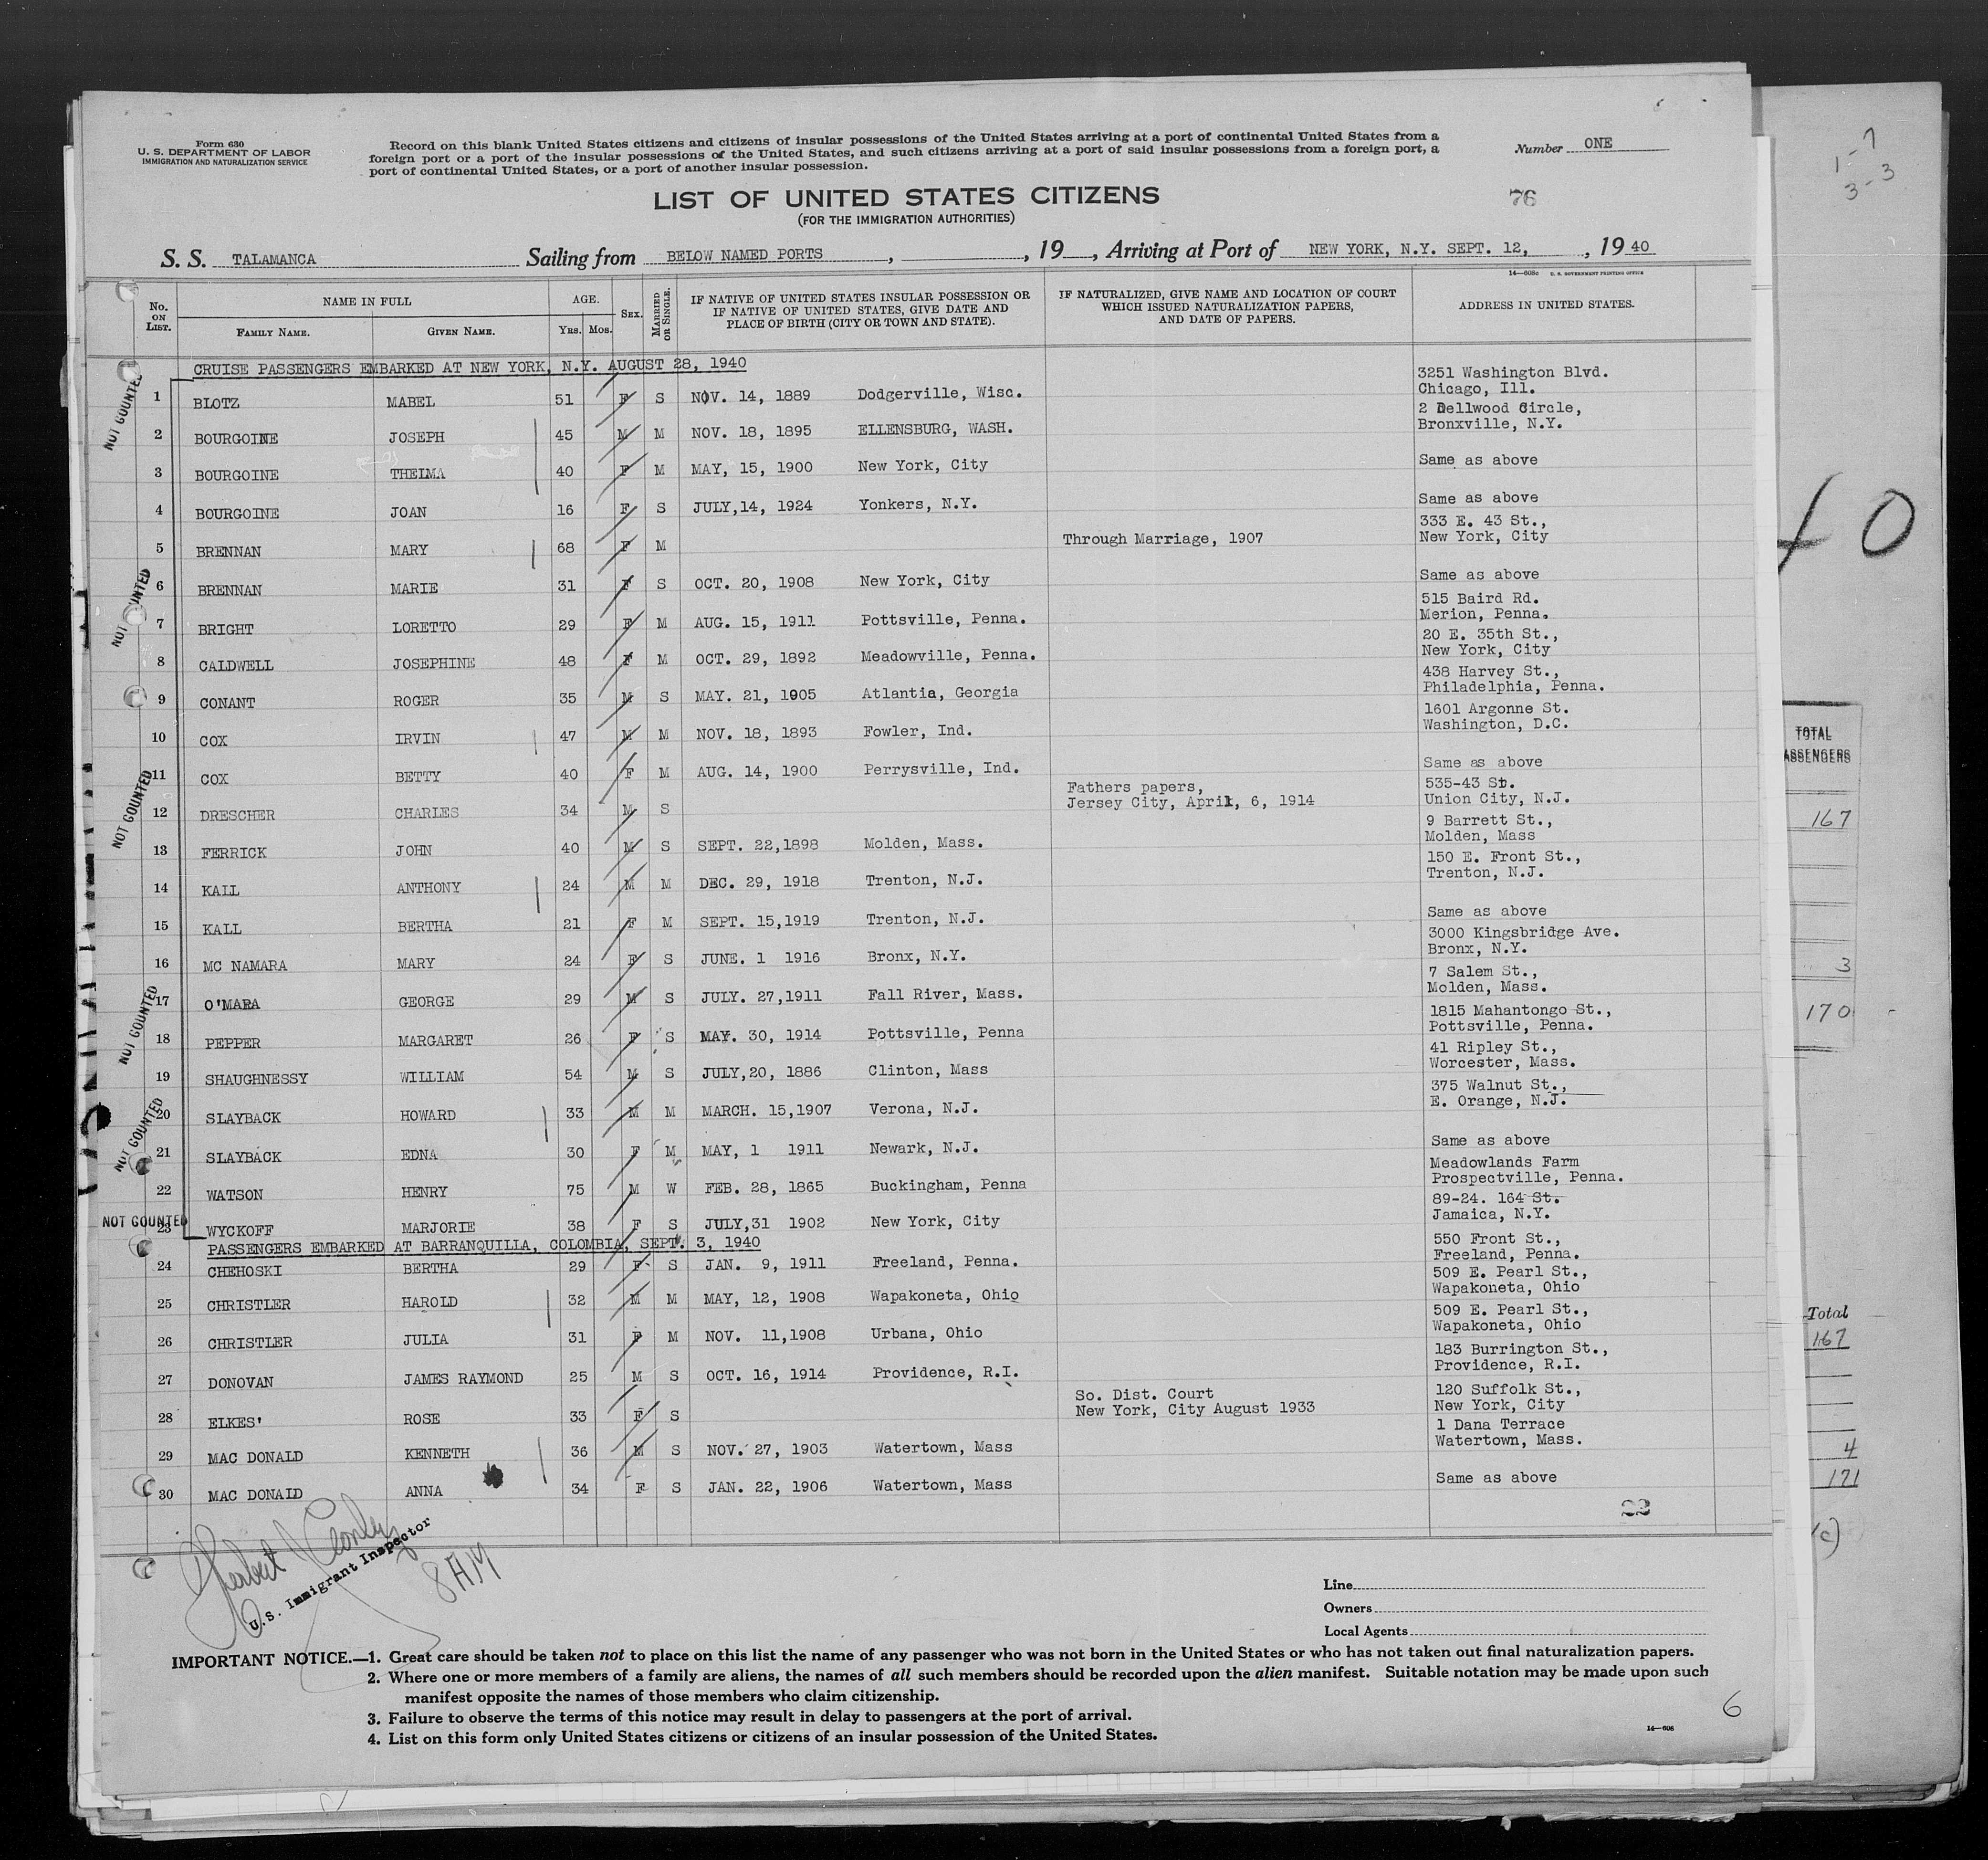 Form 630
U. S. DEPARTMENT OF LABOR
IMMIGRATION AND NATURALIZATION SERVICE
Record on this blank United States citizens and citizens of insular possessions of the United States arriving at a port of continental United States from a
foreign port or a port of the insular possessions of the United States, and such citizens arriving at a port of said insular possessions from a foreign port, a
port of continental United States, or a port of another insular possession.
Number ONE
LIST OF UNITED STATES CITIZENS
(FOR THE IMMIGRATION AUTHORITIES)
76
S. S. TALAMANCA Sailing from BELOW NAMED PORTS , , 19 , Arriving at Port of NEW YORK, N.Y. SEPT. 12, , 19 40
14—608c U. S. GOVERNMENT PRINTING OFFICE
No. ON LIST. NAME IN FULL FAMILY NAME. GIVEN NAME. AGE. Yrs. Mos. SEX. MARRIED OR SINGLE. IF NATIVE OF UNITED STATES INSULAR POSSESSION OR IF NATIVE OF UNITED STATES, GIVE DATE AND PLACE OF BIRTH (CITY OR TOWN AND STATE). IF NATURALIZED, GIVE NAME AND LOCATION OF COURT WHICH ISSUED NATURALIZATION PAPERS, AND DATE OF PAPERS. ADDRESS IN UNITED STATES.
CRUISE PASSENGERS EMBARKED AT NEW YORK, N.Y. AUGUST 28, 1940
1 BLOTZ MABEL 51 F S NOV. 14, 1889 Dodgerville, Wisc. 3251 Washington Blvd. Chicago, Ill.
2 BOURGOINE JOSEPH 45 M M NOV. 18, 1895 ELLENSBURG, WASH. 2 Dellwood Circle, Bronxville, N.Y.
3 BOURGOINE THELMA 40 F M MAY, 15, 1900 New York, City Same as above
4 BOURGOINE JOAN 16 F S JULY,14, 1924 Yonkers, N.Y. Same as above
5 BRENNAN MARY 68 F M Through Marriage, 1907 333 E. 43 St., New York, City
6 BRENNAN MARIE 31 F S OCT. 20, 1908 New York, City Same as above
7 BRIGHT LORETTO 29 F M AUG. 15, 1911 Pottsville, Penna. 515 Baird Rd. Merion, Penna.
8 CALDWELL JOSEPHINE 48 F M OCT. 29, 1892 Meadowville, Penna. 20 E. 35th St., New York, City
9 CONANT ROGER 35 M S MAY. 21, 1905 Atlantia, Georgia 438 Harvey St., Philadelphia, Penna.
10 COX IRVIN 47 M M NOV. 18, 1893 Fowler, Ind. 1601 Argonne St. Washington, D.C.
11 COX BETTY 40 F M AUG. 14, 1900 Perrysville, Ind. Same as above
12 DRESCHER CHARLES 34 M S Fathers papers, Jersey City, April, 6, 1914 535-43 St. Union City, N.J.
13 FERRICK JOHN 40 M S SEPT. 22,1898 Molden, Mass. 9 Barrett St., Molden, Mass
14 KALL ANTHONY 24 M M DEC. 29, 1918 Trenton, N.J. 150 E. Front St., Trenton, N.J.
15 KALL BERTHA 21 F M SEPT. 15,1919 Trenton, N.J. Same as above
16 MC NAMARA MARY 24 F S JUNE. 1 1916 Bronx, N.Y. 3000 Kingsbridge Ave. Bronx, N.Y.
17 O'MARA GEORGE 29 M S JULY. 27,1911 Fall River, Mass. 7 Salem St., Molden, Mass.
18 PEPPER MARGARET 26 F S MAY. 30, 1914 Pottsville, Penna 1815 Mahantongo St., Pottsville, Penna.
19 SHAUGHNESSY WILLIAM 54 M S JULY,20, 1886 Clinton, Mass 41 Ripley St., Worcester, Mass.
20 SLAYBACK HOWARD 33 M M MARCH. 15,1907 Verona, N.J. 375 Walnut St., E. Orange, N.J.
21 SLAYBACK EDNA 30 F M MAY, 1 1911 Newark, N.J. Same as above
22 WATSON HENRY 75 M W FEB. 28, 1865 Buckingham, Penna Meadowlands Farm Prospectville, Penna.
23 WYCKOFF MARJORIE 38 F S JULY,31 1902 New York, City 89-24. 164 St. Jamaica, N.Y.
PASSENGERS EMBARKED AT BARRANQUILLA, COLOMBIA, SEPT. 3, 1940
24 CHEHOSKI BERTHA 29 F S JAN. 9, 1911 Freeland, Penna. 550 Front St., Freeland, Penna.
25 CHRISTLER HAROLD 32 M M MAY, 12, 1908 Wapakoneta, Ohio 509 E. Pearl St., Wapakoneta, Ohio
26 CHRISTLER JULIA 31 F M NOV. 11,1908 Urbana, Ohio 509 E. Pearl St., Wapakoneta, Ohio
27 DONOVAN JAMES RAYMOND 25 M S OCT. 16, 1914 Providence, R.I. 183 Burrington St., Providence, R.I.
28 ELKES' ROSE 33 F S So. Dist. Court New York, City August 1933 120 Suffolk St., New York, City
29 MAC DONALD KENNETH 36 M S NOV. 27, 1903 Watertown, Mass 1 Dana Terrace Watertown, Mass.
30 MAC DONALD ANNA 34 F S JAN. 22, 1906 Watertown, Mass Same as above
NOT COUNTED
NOT COUNTED
NOT COUNTED
NOT COUNTED
NOT COUNTED
NOT COUNTED
22
U.S. Immigrant Inspector
8 AM
Line
Owners
Local Agents
IMPORTANT NOTICE.—1. Great care should be taken not to place on this list the name of any passenger who was not born in the United States or who has not taken out final naturalization papers.
2. Where one or more members of a family are aliens, the names of all such members should be recorded upon the alien manifest. Suitable notation may be made upon such
manifest opposite the names of those members who claim citizenship.
3. Failure to observe the terms of this notice may result in delay to passengers at the port of arrival.
4. List on this form only United States citizens or citizens of an insular possession of the United States.
14—608
6
1-7
3-3
40
TOTAL
PASSENGERS
167
3
170
Total
167
4
171